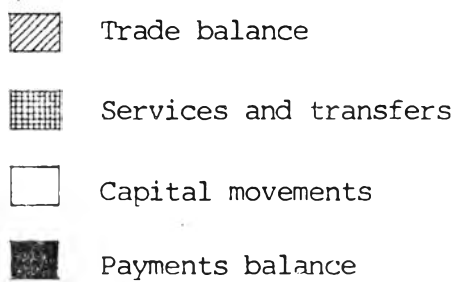 Trade balance
Services and transfers
Capital movements
Payments balance